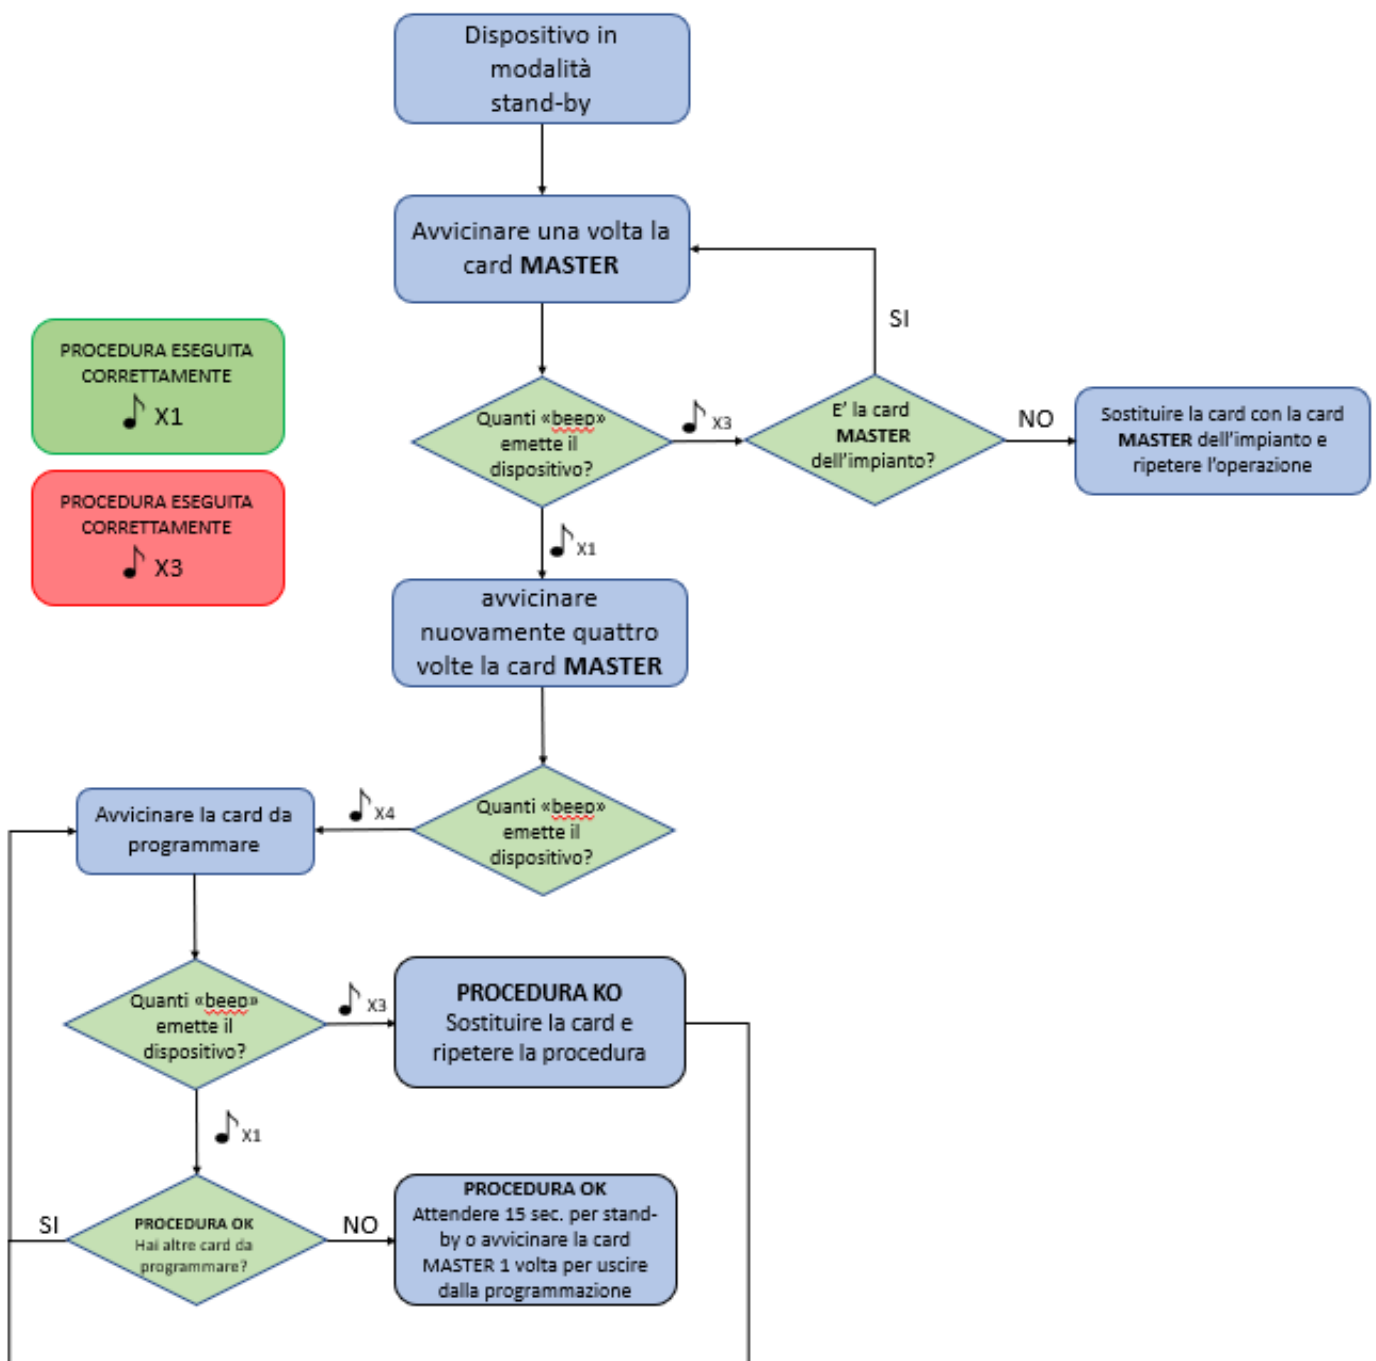 Dispositivo in
modalità
stand-by
Avvicinare una volta la
card MASTER
SI
PROCEDURA ESEGUITA
CORRETTAMENTE
X1
Quanti «beep»
emette il
dispositivo?
X3
E’ la card
MASTER
dell’impianto?
NO
Sostituire la card con la card
MASTER dell’impianto e
ripetere l’operazione
PROCEDURA ESEGUITA
CORRETTAMENTE
X3
X1
avvicinare
nuovamente quattro
volte la card MASTER
Quanti «beep»
emette il
dispositivo?
X4
Avvicinare la card da
programmare
Quanti «beep»
emette il
dispositivo?
X3
PROCEDURA KO
Sostituire la card e
ripetere la procedura
X1
SI
PROCEDURA OK
Hai altre card da
programmare?
NO
PROCEDURA OK
Attendere 15 sec. per stand-
by o avvicinare la card
MASTER 1 volta per uscire
dalla programmazione